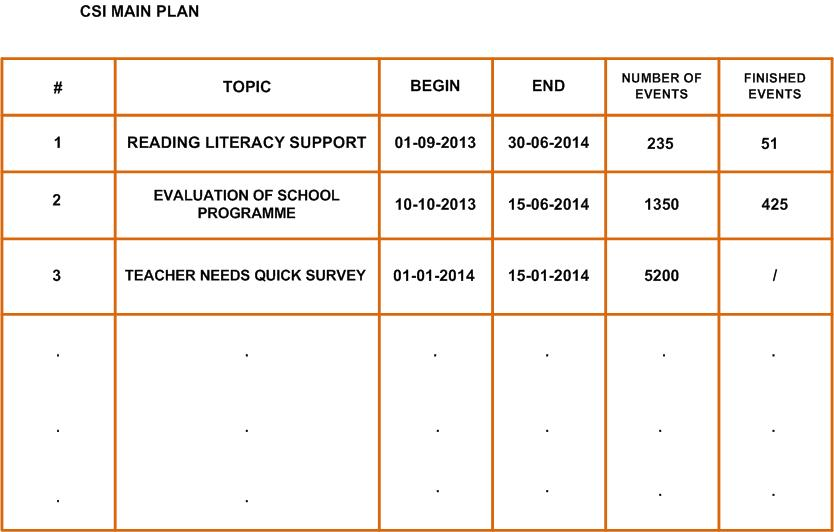 CSI MAIN PLAN
# TOPIC BEGIN END NUMBER OF EVENTS FINISHED EVENTS
1 READING LITERACY SUPPORT 01-09-2013 30-06-2014 235 51
2 EVALUATION OF SCHOOL PROGRAMME 10-10-2013 15-06-2014 1350 425
3 TEACHER NEEDS QUICK SURVEY 01-01-2014 15-01-2014 5200 /
. . . . . .
. . . . . .
. . . . . .